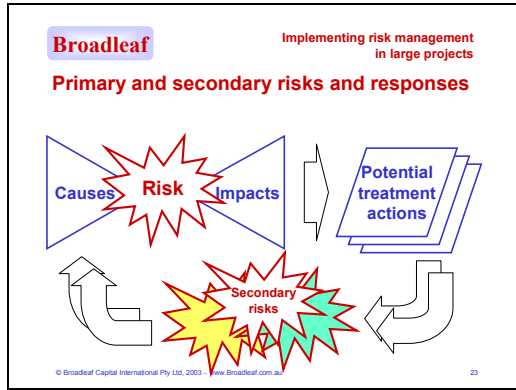 Broadleaf
Implementing risk management
in large projects
Primary and secondary risks and responses
Causes
Risk
Impacts
Potential
treatment
actions
Secondary
risks
© Broadleaf Capital International Pty Ltd, 2003 – www.Broadleaf.com.au
23